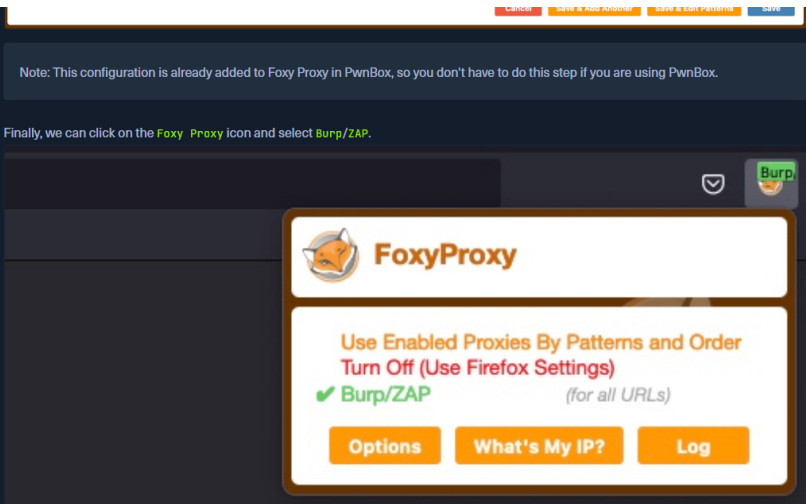 Cancel Save & Add Another Save & Edit Patterns Save
Note: This configuration is already added to Foxy Proxy in PwnBox, so you don't have to do this step if you are using PwnBox.
Finally, we can click on the Foxy Proxy icon and select Burp/ZAP.
Burp/
FoxyProxy
Use Enabled Proxies By Patterns and Order
Turn Off (Use Firefox Settings)
✔ Burp/ZAP (for all URLs)
Options What's My IP? Log